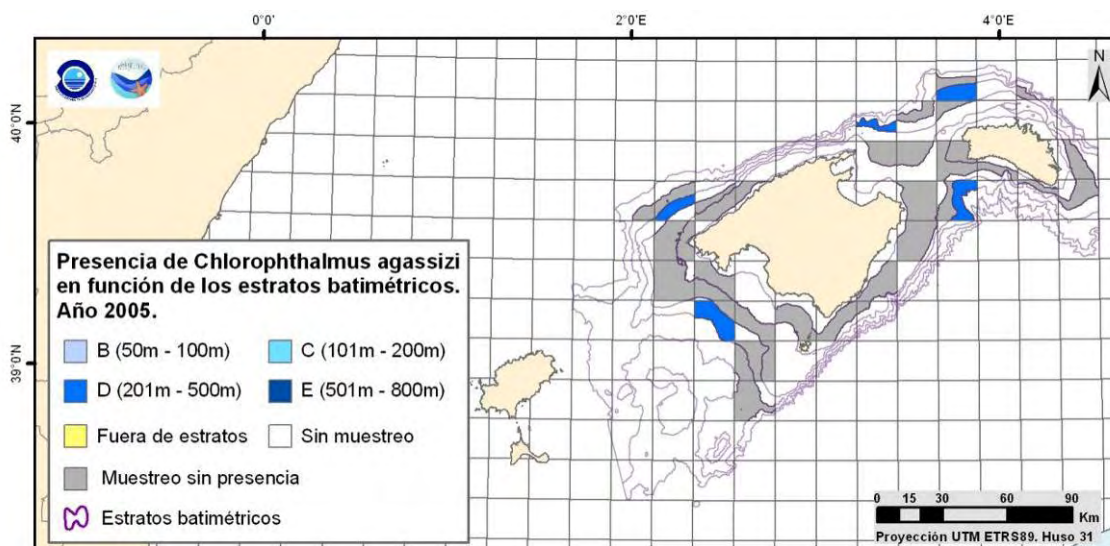 0°0'
2°0'E
4°0'E
N
40°0'N
39°0'N
Presencia de Chlorophthalmus agassizi
en función de los estratos batimétricos.
Año 2005.
B (50m - 100m)
C (101m - 200m)
D (201m - 500m)
E (501m - 800m)
Fuera de estratos
Sin muestreo
Muestreo sin presencia
Estratos batimétricos
0 15 30 60 90
Km
Proyección UTM ETRS89. Huso 31